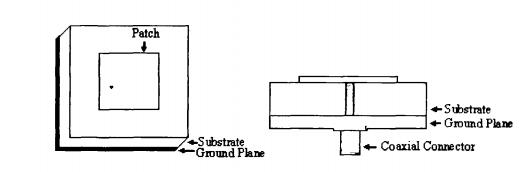 Patch
Substrate
Ground Plane
Substrate
Ground Plane
Coaxial Connector